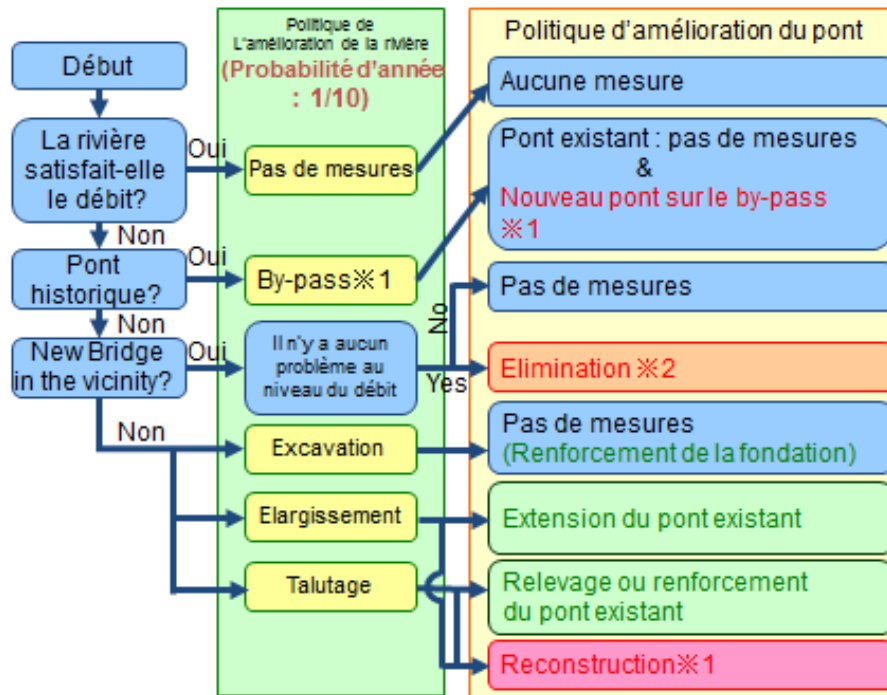 Politique de
L'amélioration de la rivière
(Probabilité d'année
: 1/10)
Politique d'amélioration du pont
Début
La rivière
satisfait-elle
le débit?
Oui
Pas de mesures
Aucune mesure
Non
Pont
historique?
Oui
By-pass※1
Pont existant : pas de mesures
&
Nouveau pont sur le by-pass
※1
Non
New Bridge
in the vicinity?
Oui
Il n'y a aucun
problème au
niveau du débit
No
Pas de mesures
Yes
Elimination ※2
Non
Excavation
Pas de mesures
(Renforcement de la fondation)
Elargissement
Extension du pont existant
Talutage
Relevage ou renforcement
du pont existant
Reconstruction※1